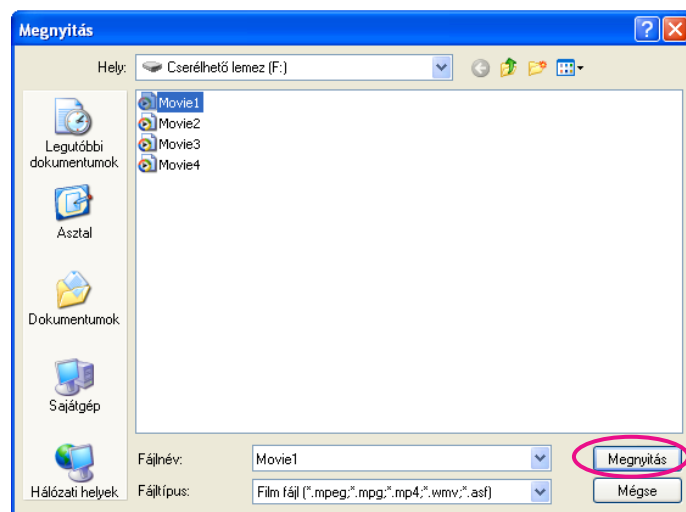 Megnyitás
Hely:
Cserélhető lemez (F:)
Movie1
Movie2
Movie3
Movie4
Legutóbbi
dokumentumok
Asztal
Dokumentumok
Sajátgép
Hálózati helyek
Fájlnév:
Movie1
Megnyitás
Fájltípus:
Film fájl (*.mpeg;*.mpg;*.mp4;*.wmv;*.asf)
Mégse